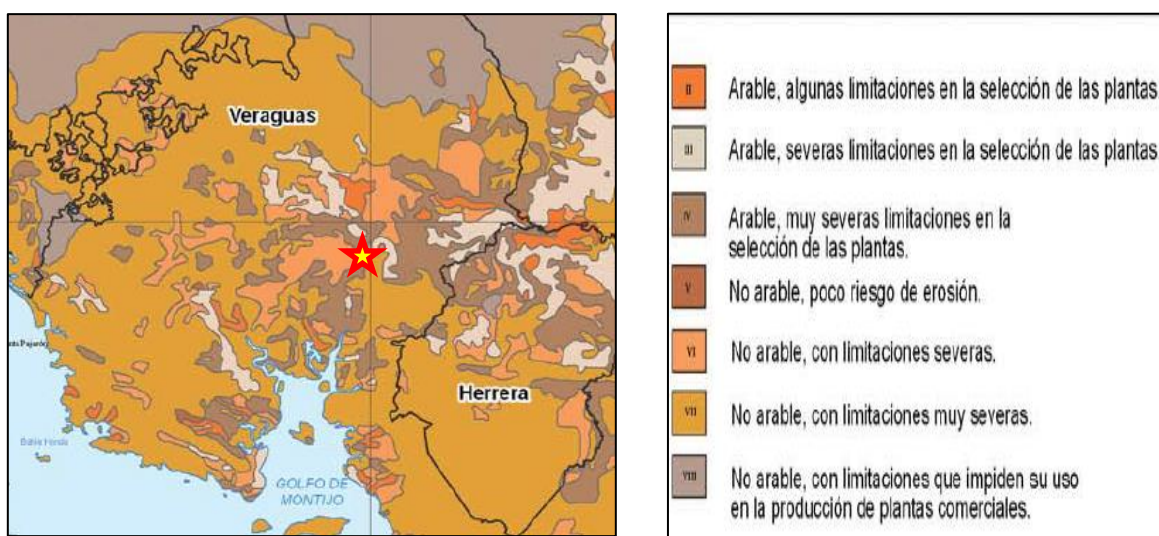 Veraguas
Herrera
GOLFO DE
MONTIJO
Bahía Honda
II Arable, algunas limitaciones en la selección de las plantas.
III Arable, severas limitaciones en la selección de las plantas.
IV Arable, muy severas limitaciones en la
selección de las plantas.
V No arable, poco riesgo de erosión.
VI No arable, con limitaciones severas.
VII No arable, con limitaciones muy severas.
VIII No arable, con limitaciones que impiden su uso
en la producción de plantas comerciales.